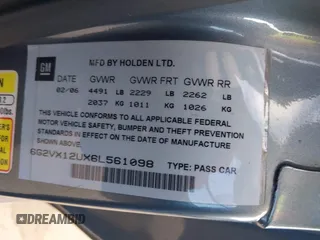 GM
MFD BY HOLDEN LTD.
DATE GVWR GVWR FRT GVWR RR
02/06 4491 LB 2229 LB 2262 LB
2037 KG 1011 KG 1026 KG
THIS VEHICLE CONFORMS TO ALL APPLICABLE FEDERAL
MOTOR VEHICLE SAFETY, BUMPER AND THEFT PREVENTION
STANDARDS IN EFFECT ON THE DATE OF MANUFACTURE
SHOWN ABOVE.
6G2VX12UX6L561098 TYPE: PASS CAR
DREAMBID